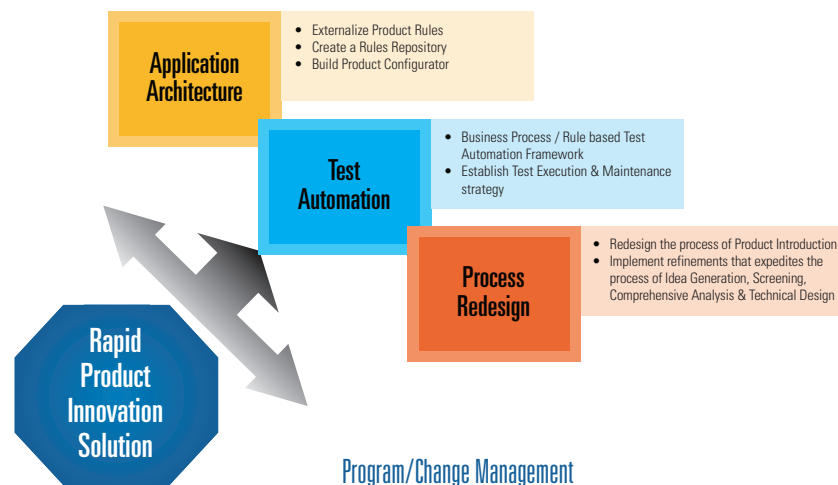 Application
Architecture
• Externalize Product Rules
• Create a Rules Repository
• Build Product Configurator
Test
Automation
• Business Process / Rule based Test
Automation Framework
• Establish Test Execution & Maintenance
strategy
Process
Redesign
• Redesign the process of Product Introduction
• Implement refinements that expedites the
process of Idea Generation, Screening,
Comprehensive Analysis & Technical Design
Rapid
Product
Innovation
Solution
Program/Change Management